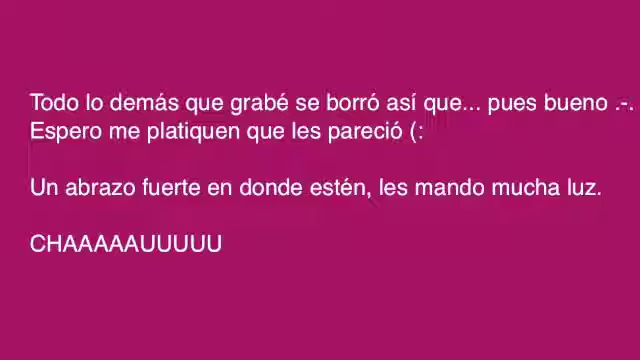 Todo lo demás que grabé se borró así que... pues bueno .-.
Espero me platiquen que les pareció (:
Un abrazo fuerte en donde estén, les mando mucha luz.
CHAAAAAUUUUU